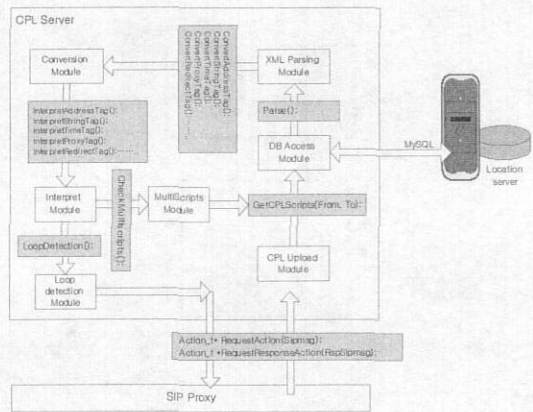 CPL Server
Conversion
Module
ConvertAddressTag();
ConvertStringTag();
ConvertTimeTag();
ConvertProxyTag();
ConvertRedirectTag();......
XML Parsing
Module
InterpretAddressTag();
InterpretStringTag();
InterpretTimeTag();
InterpretProxyTag();
InterpretRedirectTag();......
Parse();
DB Access
Module
MySQL
Location
server
Interpret
Module
CheckMultiscripts();
MultiScripts
Module
GetCPLScripts(From, To);
LoopDetection();
CPL Upload
Module
Loop
detection
Module
Action_t* RequestAction(Sipmsg);
Action_t *RequestResponseAction(RspSipmsg);
SIP Proxy